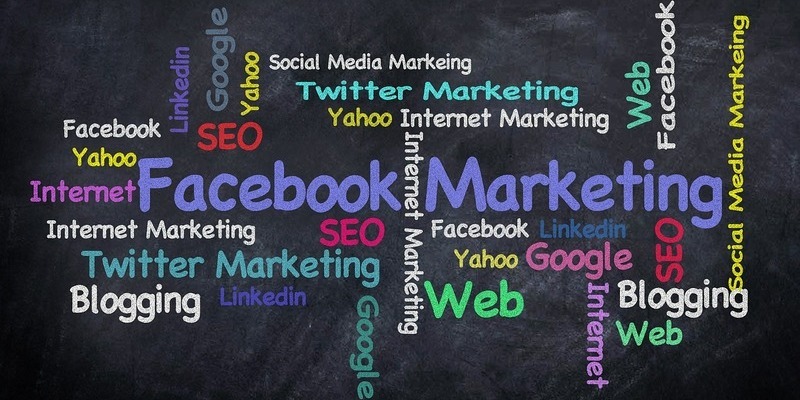 Linkedin
Google
Yahoo
Social Media Markeing
Twitter Marketing
Yahoo
Internet Marketing
Web
Facebook
Social Media Markeing
Facebook
SEO
Yahoo
Internet
Facebook Marketing
Internet Marketing
Internet Marketing
SEO
Facebook
Linkedin
SEO
Twitter Marketing
Yahoo
Google
Blogging
Linkedin
Google
Web
Internet
Blogging
Web